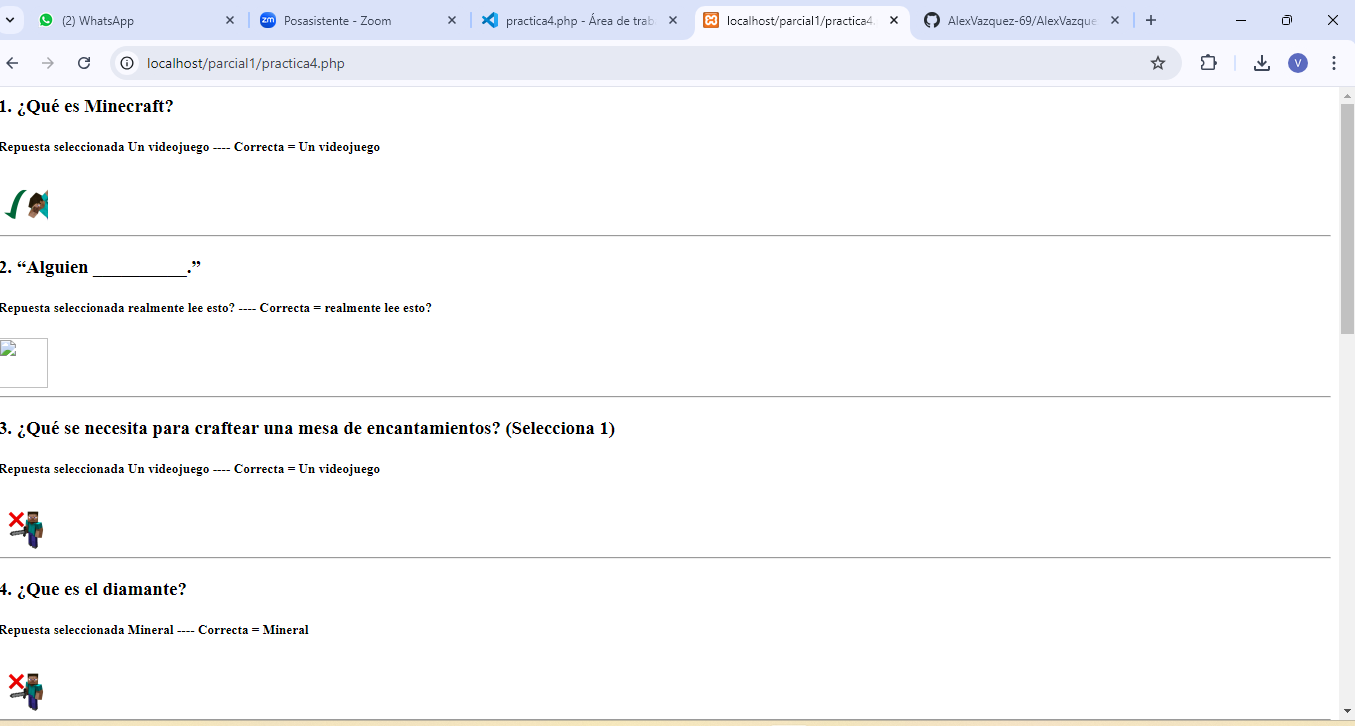 (2) WhatsApp
zm Posasistente - Zoom
practica4.php - Área de trab
localhost/parcial1/practica4.
AlexVazquez-69/AlexVazque
localhost/parcial1/practica4.php
V
1. ¿Qué es Minecraft?
Repuesta seleccionada Un videojuego ---- Correcta = Un videojuego
2. “Alguien __________.”
Repuesta seleccionada realmente lee esto? ---- Correcta = realmente lee esto?
3. ¿Qué se necesita para craftear una mesa de encantamientos? (Selecciona 1)
Repuesta seleccionada Un videojuego ---- Correcta = Un videojuego
4. ¿Que es el diamante?
Repuesta seleccionada Mineral ---- Correcta = Mineral